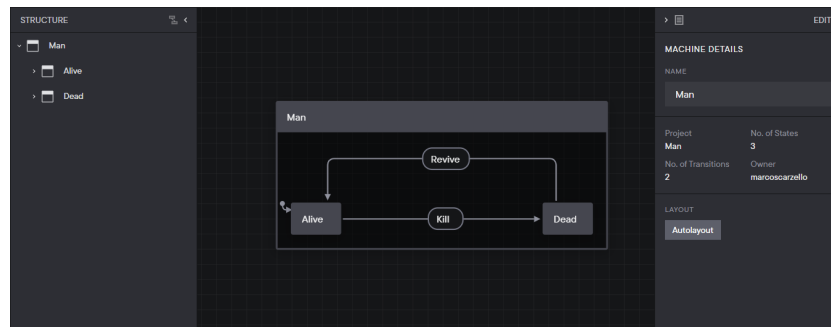 STRUCTURE
Man
Alive
Dead
Man
Revive
Alive
Kill
Dead
EDIT
MACHINE DETAILS
NAME
Man
Project No. of States
Man 3
No. of Transitions Owner
2 marcoscarzello
LAYOUT
Autolayout